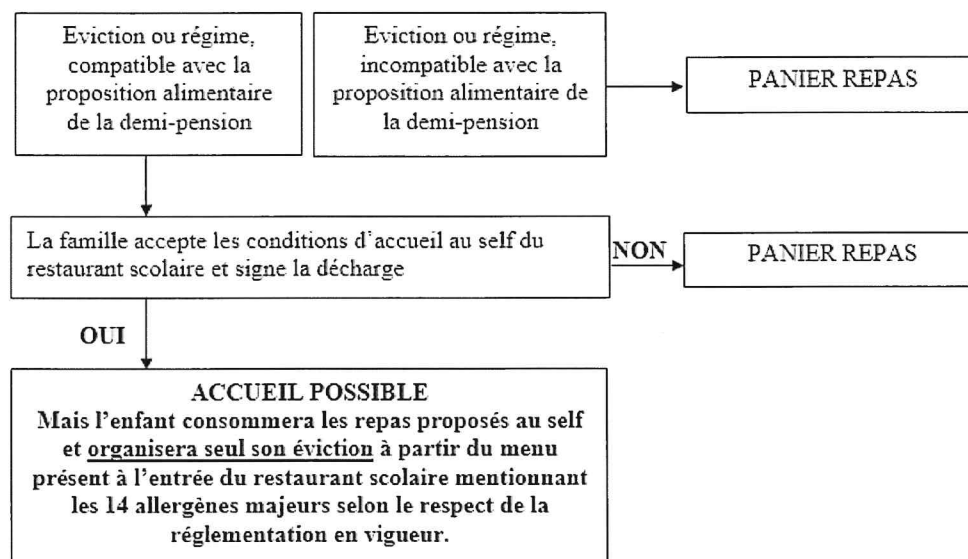 Eviction ou régime,
compatible avec la
proposition alimentaire
de la demi-pension
Eviction ou régime,
incompatible avec la
proposition alimentaire de
la demi-pension
PANIER REPAS
La famille accepte les conditions d'accueil au self du
restaurant scolaire et signe la décharge
NON
PANIER REPAS
OUI
ACCUEIL POSSIBLE
Mais l'enfant consommera les repas proposés au self
et organisera seul son éviction à partir du menu
présent à l'entrée du restaurant scolaire mentionnant
les 14 allergènes majeurs selon le respect de la
réglementation en vigueur.